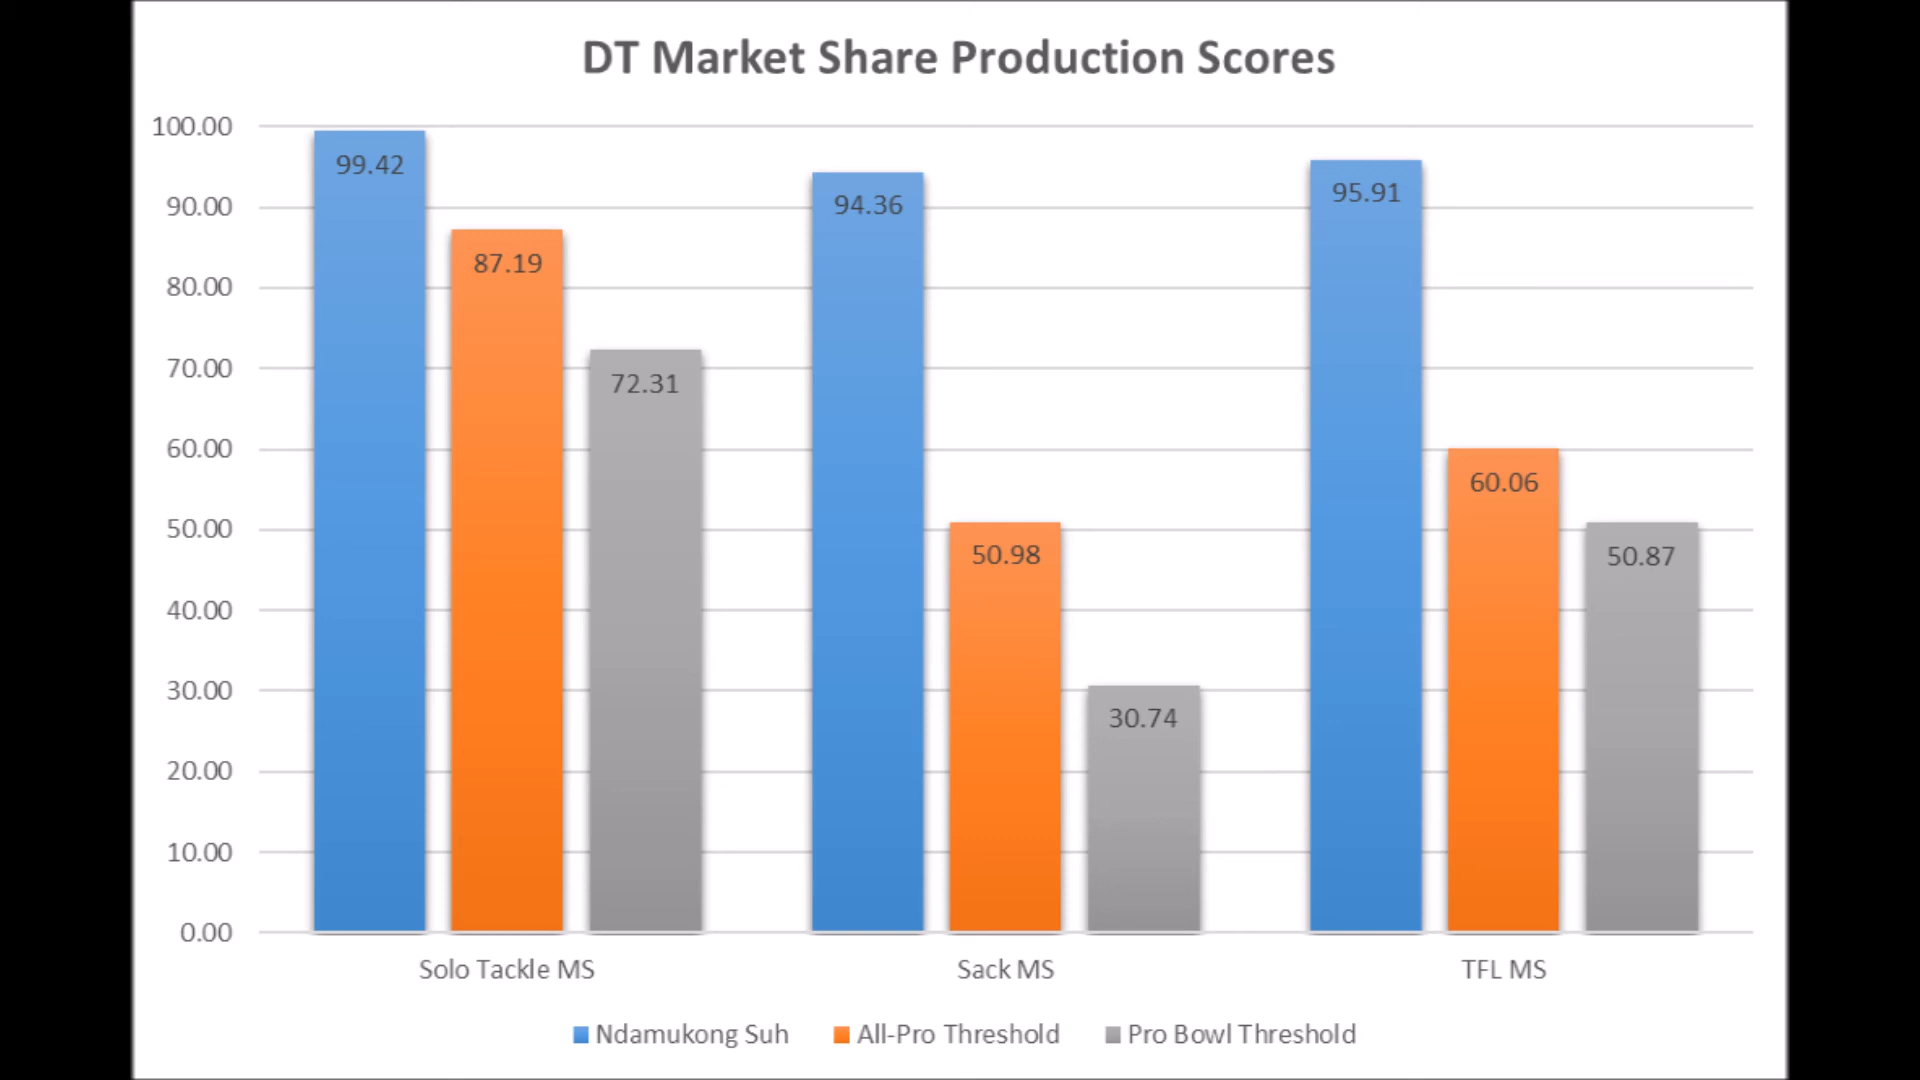 DT Market Share Production Scores
100.00
90.00
80.00
70.00
60.00
50.00
40.00
30.00
20.00
10.00
0.00
99.42
87.19
72.31
94.36
50.98
30.74
95.91
60.06
50.87
Solo Tackle MS
Sack MS
TFL MS
Ndamukong Suh
All-Pro Threshold
Pro Bowl Threshold